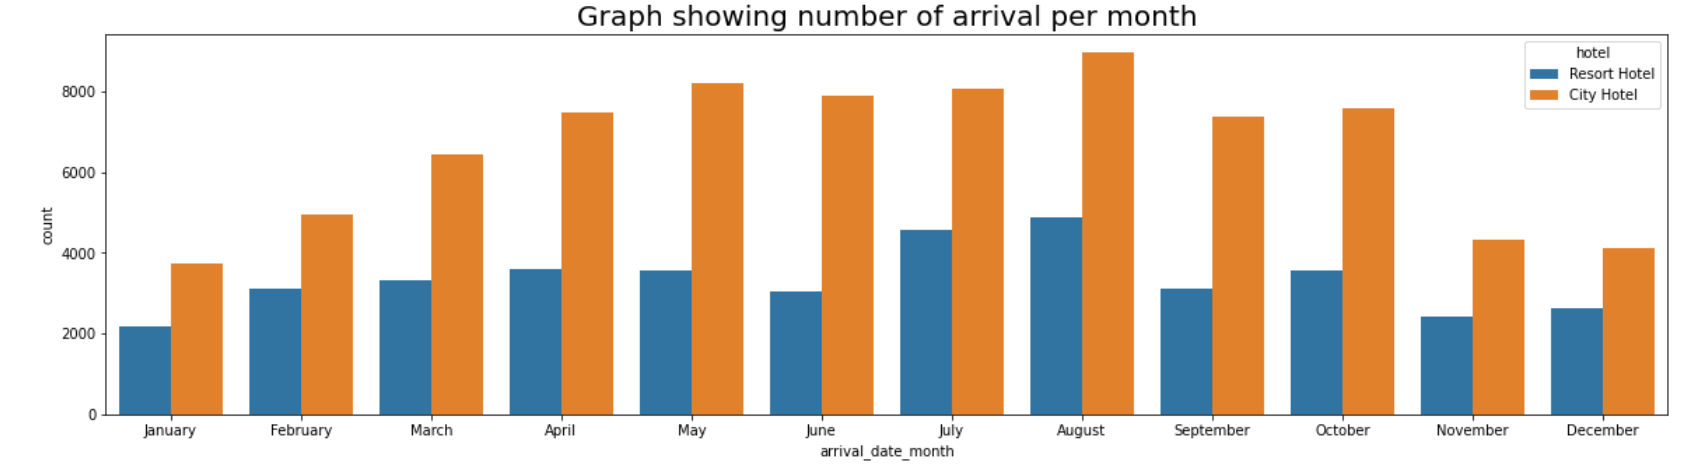 Graph showing number of arrival per month
hotel
Resort Hotel
City Hotel
count
8000
6000
4000
2000
0
January February March April May June July August September October November December
arrival_date_month